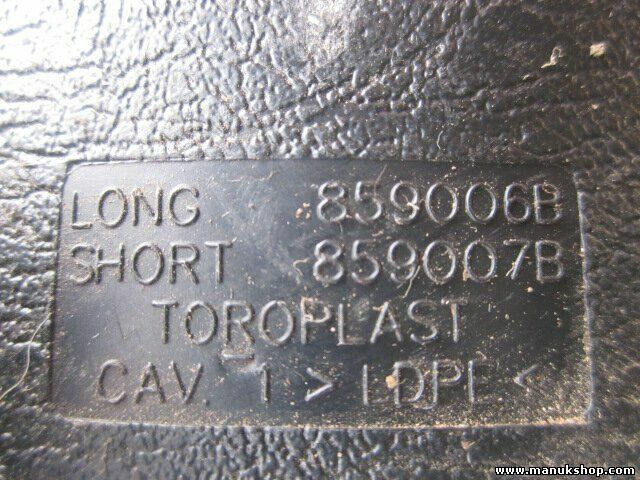 LONG 859006B
SHORT 859007B
TOROPLAST
CAV. 1 > LDPE <
www.manukshop.com